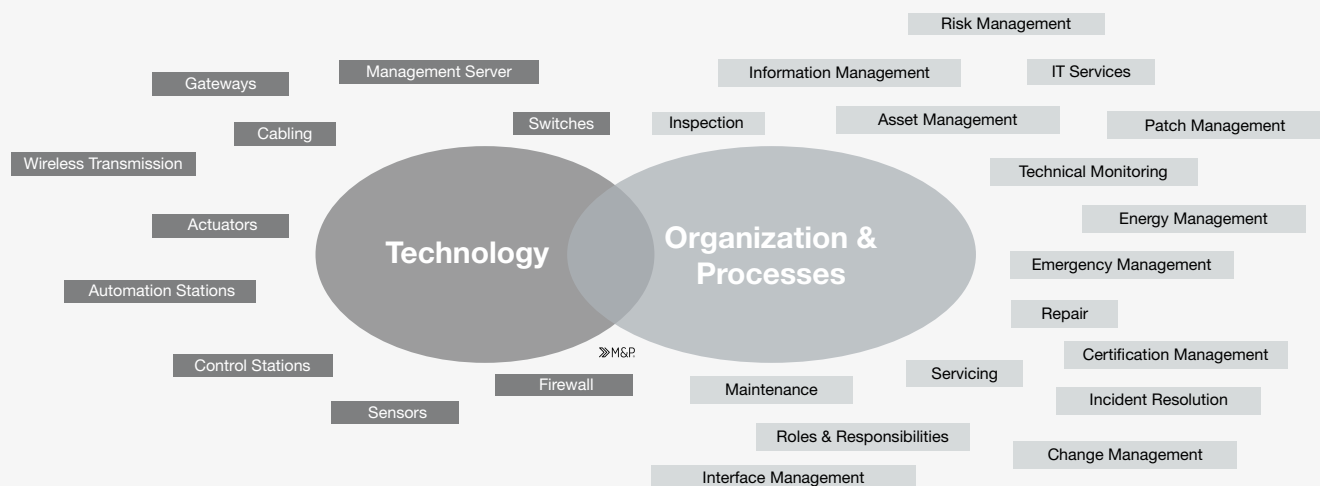 Risk Management
Management Server
Information Management
IT Services
Gateways
Switches
Inspection
Asset Management
Patch Management
Cabling
Wireless Transmission
Technical Monitoring
Actuators
Energy Management
Technology
Organization &
Processes
Emergency Management
Automation Stations
Repair
M&P.
Control Stations
Certification Management
Firewall
Maintenance
Servicing
Sensors
Incident Resolution
Roles & Responsibilities
Change Management
Interface Management